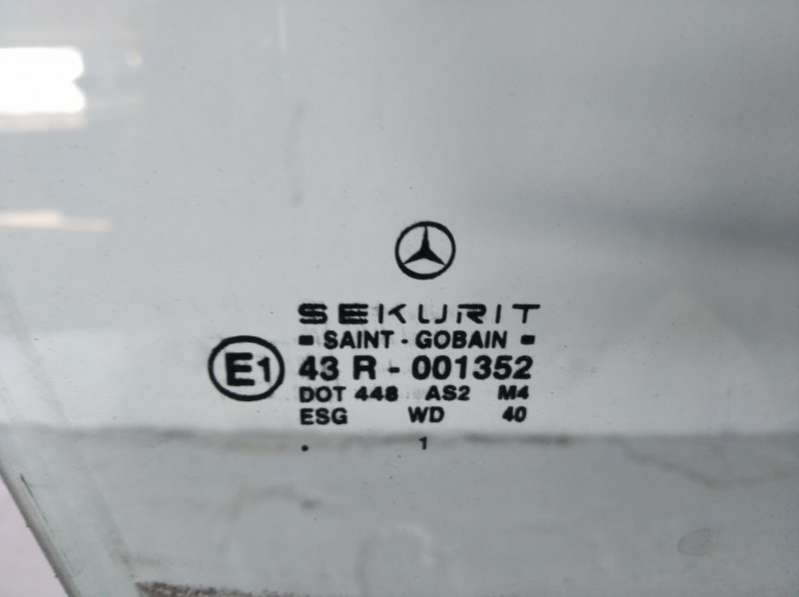 SEKURIT
SAINT - GOBAIN
E1 43 R - 001352
DOT 448 AS2 M4
ESG WD 40
. 1